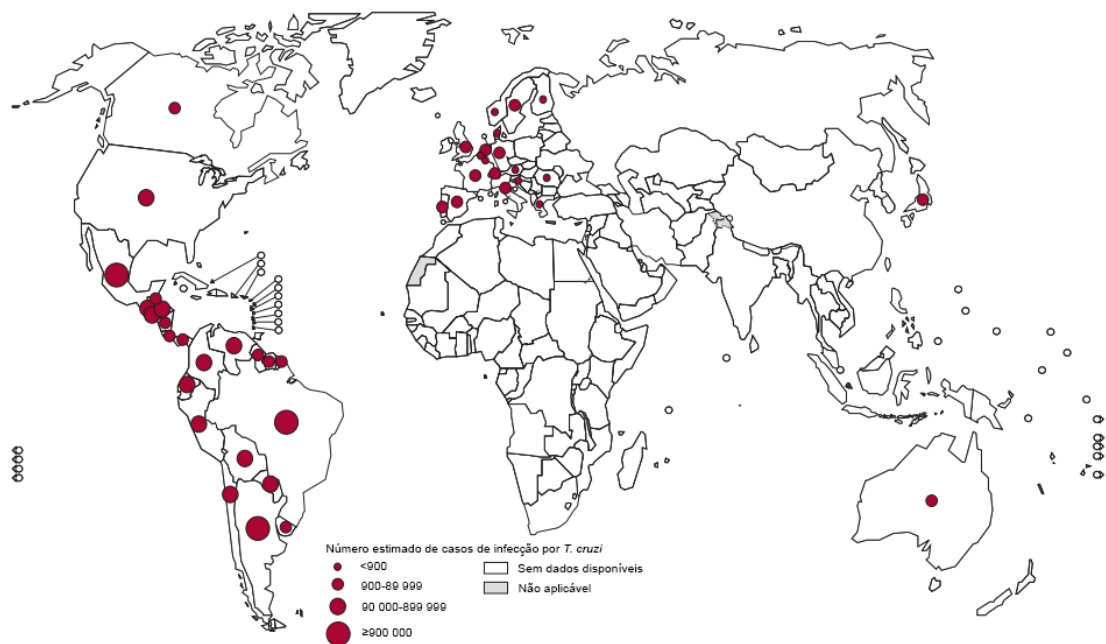 Número estimado de casos de infecção por T. cruzi
<900
900-89 999
90 000-899 999
≥900 000
Sem dados disponíveis
Não aplicável